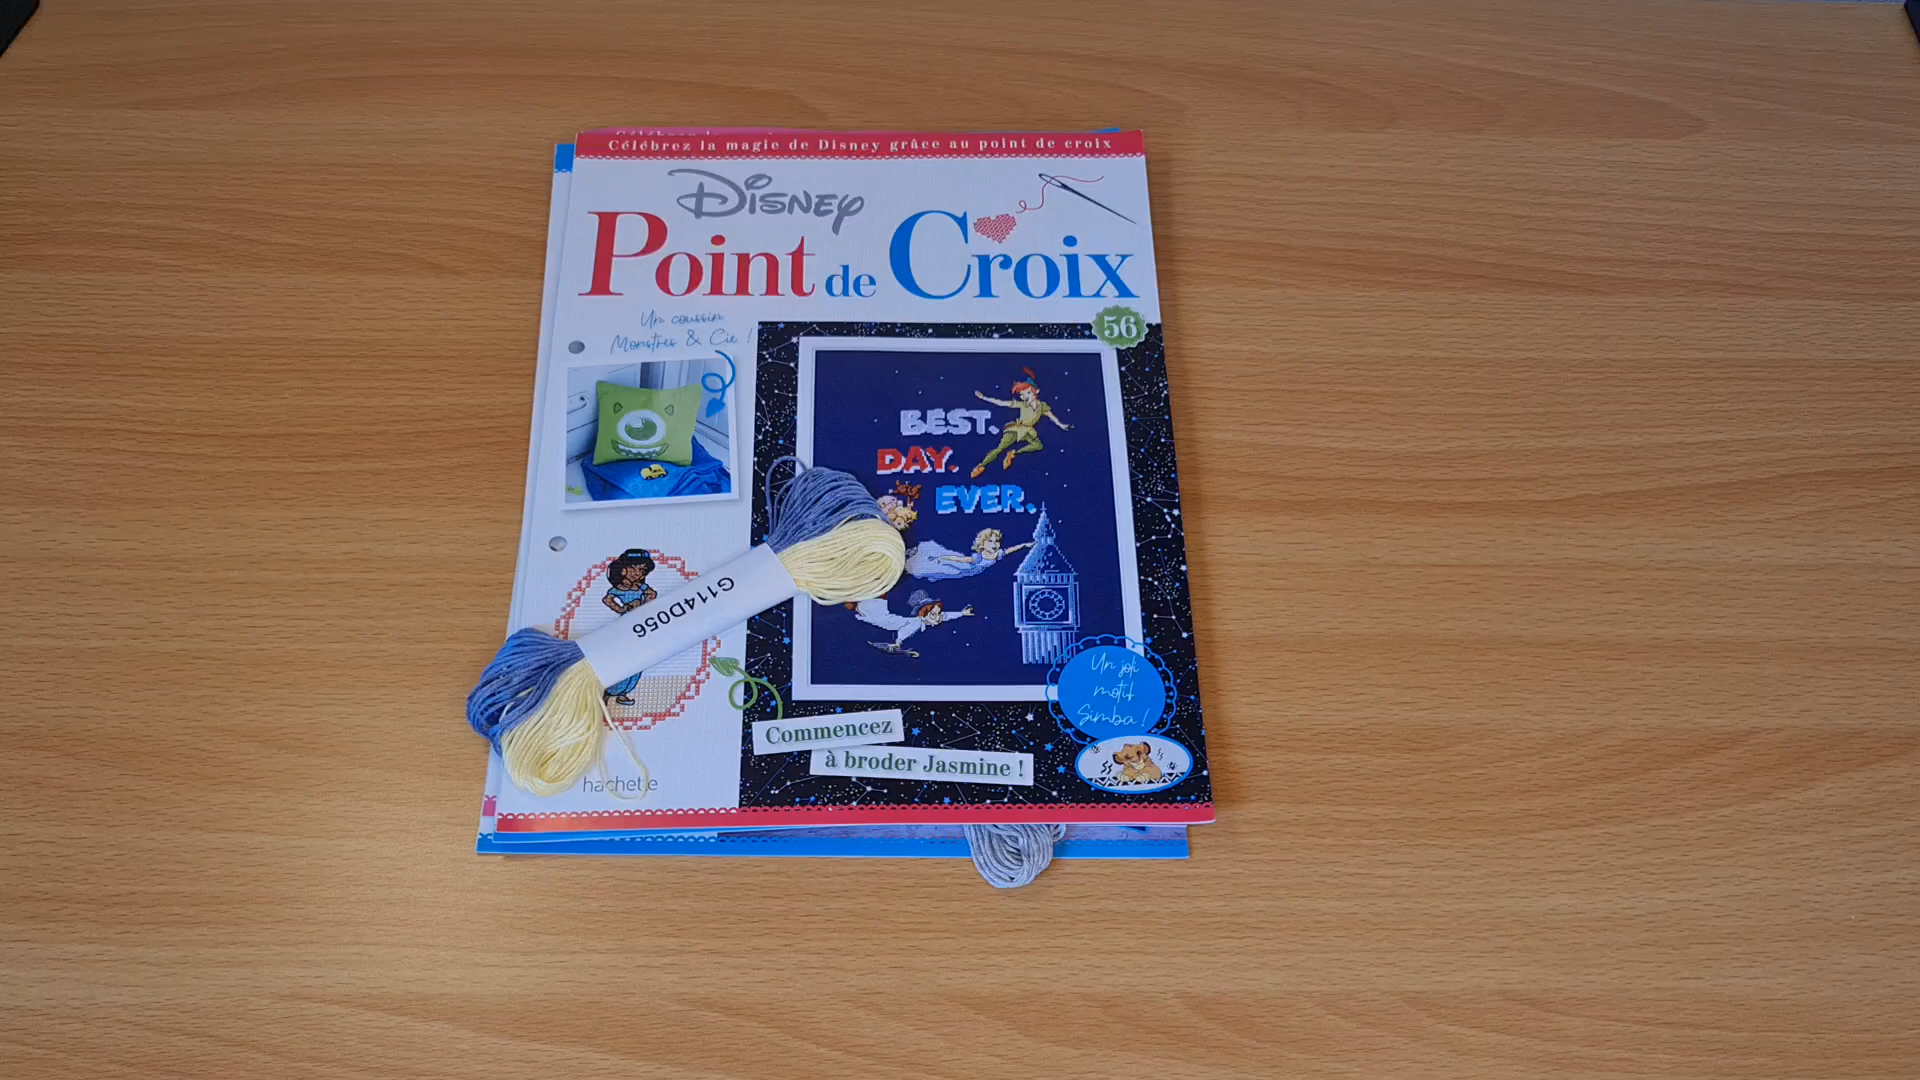 Célébrez la magie de Disney grâce au point de croix
Disney
Point de Croix
56
Un coussin
Monstres & Cie !
BEST.
DAY.
EVER.
G114D056
Un joli
motif
Simba !
Commencez
à broder Jasmine !
hachette